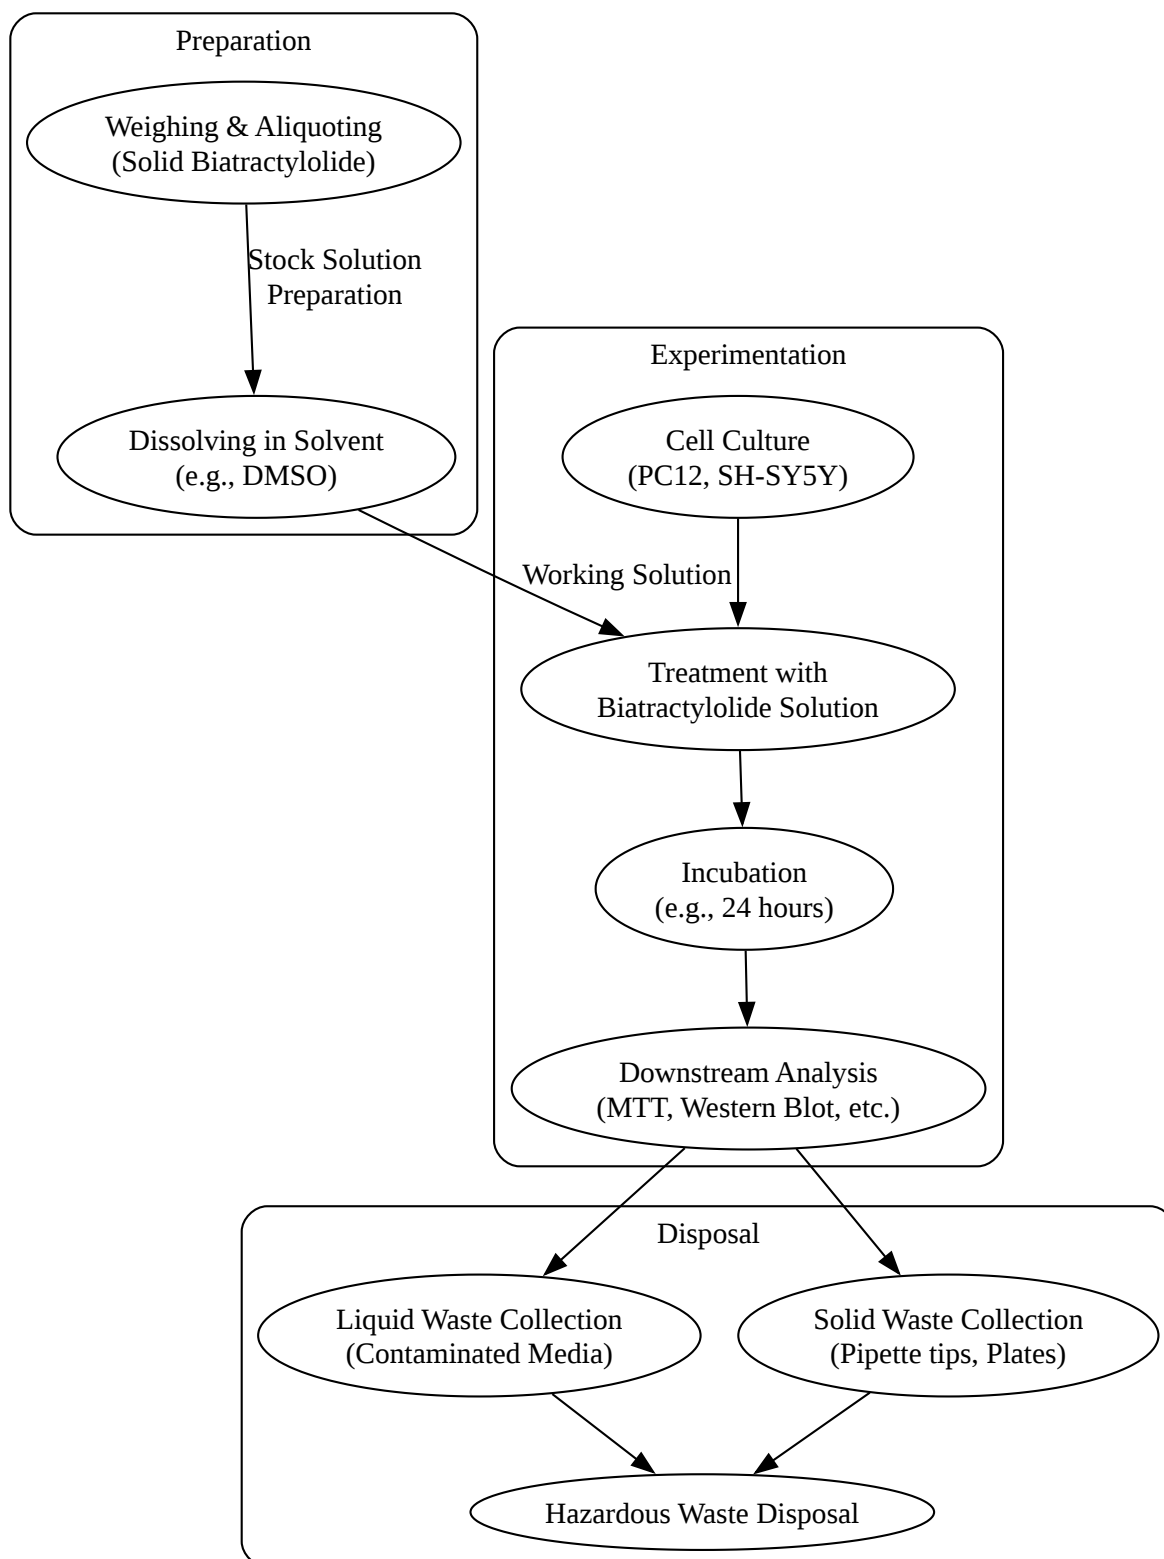 Preparation
Weighing & Aliquoting
(Solid Biatractylolide)
Stock Solution
Preparation
Dissolving in Solvent
(e.g., DMSO)
Experimentation
Cell Culture
(PC12, SH-SY5Y)
Working Solution
Treatment with
Biatractylolide Solution
Incubation
(e.g., 24 hours)
Downstream Analysis
(MTT, Western Blot, etc.)
Disposal
Liquid Waste Collection
(Contaminated Media)
Solid Waste Collection
(Pipette tips, Plates)
Hazardous Waste Disposal